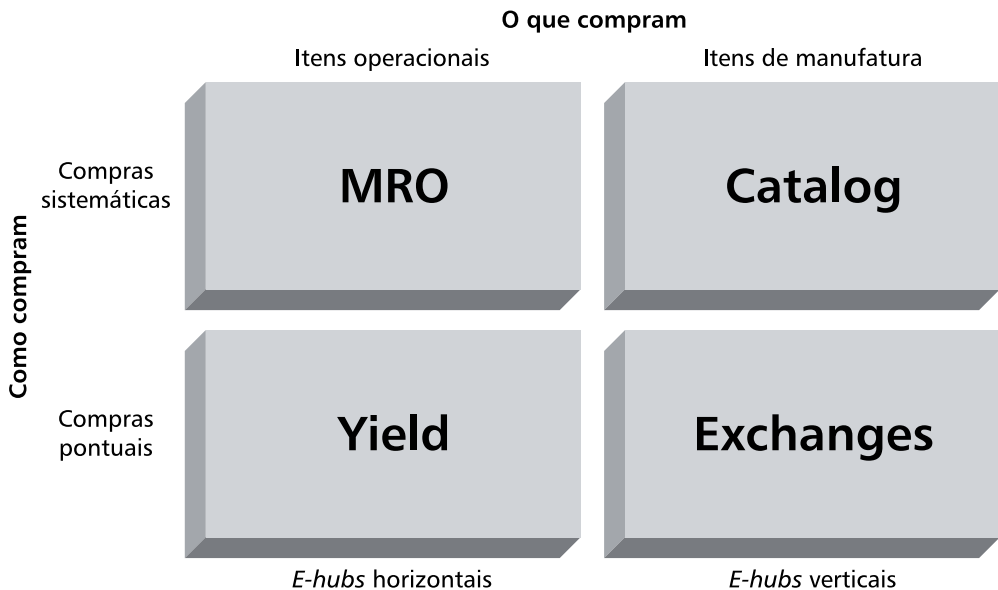 O que compram
Itens operacionais
Itens de manufatura
Como compram
Compras
sistemáticas
MRO
Catalog
Compras
pontuais
Yield
Exchanges
E-hubs horizontais
E-hubs verticais